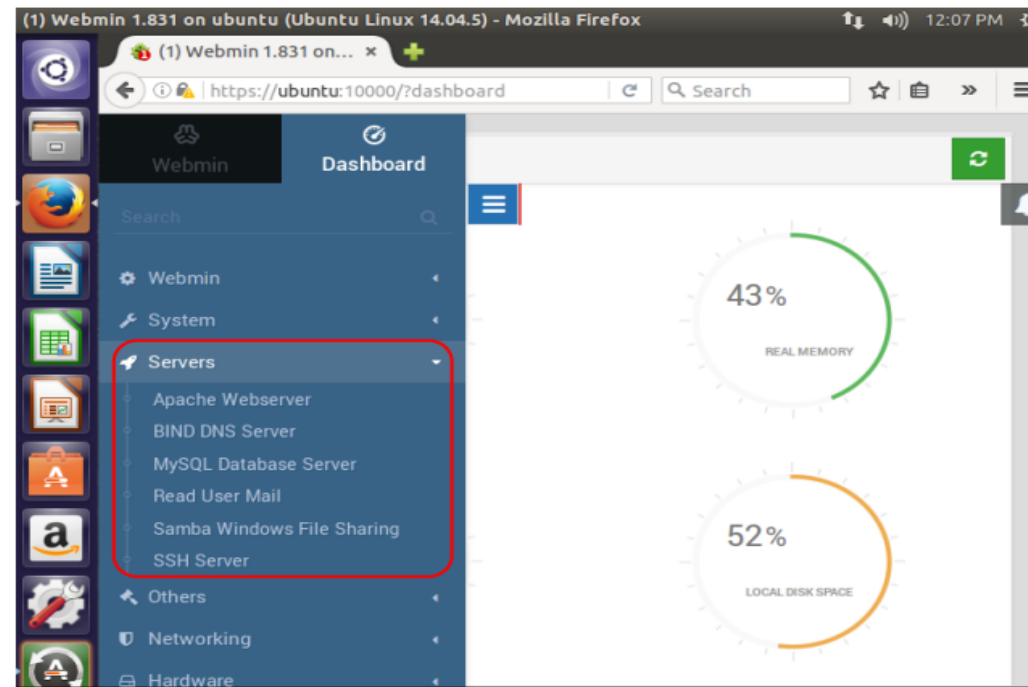 (1) Webmin 1.831 on ubuntu (Ubuntu Linux 14.04.5) - Mozilla Firefox 12:07 PM
(1) Webmin 1.831 on... ×
https://ubuntu:10000/?dashboard Search
Webmin Dashboard
Search
Webmin
System
Servers
Apache Webserver
BIND DNS Server
MySQL Database Server
Read User Mail
Samba Windows File Sharing
SSH Server
Others
Networking
Hardware
43%
REAL MEMORY
52%
LOCAL DISK SPACE